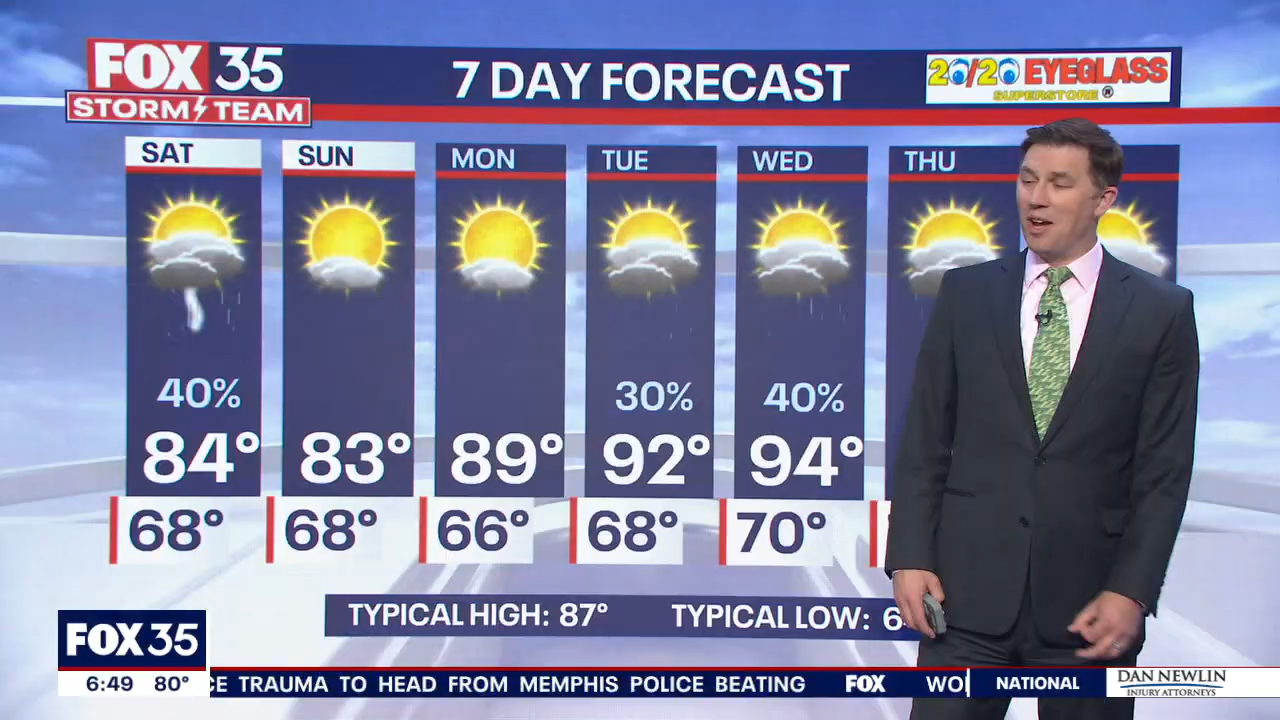 FOX 35
STORM TEAM
7 DAY FORECAST
20/20 EYEGLASS
SUPERSTORE ®
SAT SUN MON TUE WED THU
40% 30% 40%
84° 83° 89° 92° 94°
68° 68° 66° 68° 70°
TYPICAL HIGH: 87° TYPICAL LOW: 6
FOX 35
6:49 80° CE TRAUMA TO HEAD FROM MEMPHIS POLICE BEATING FOX NATIONAL DAN NEWLIN
INJURY ATTORNEYS